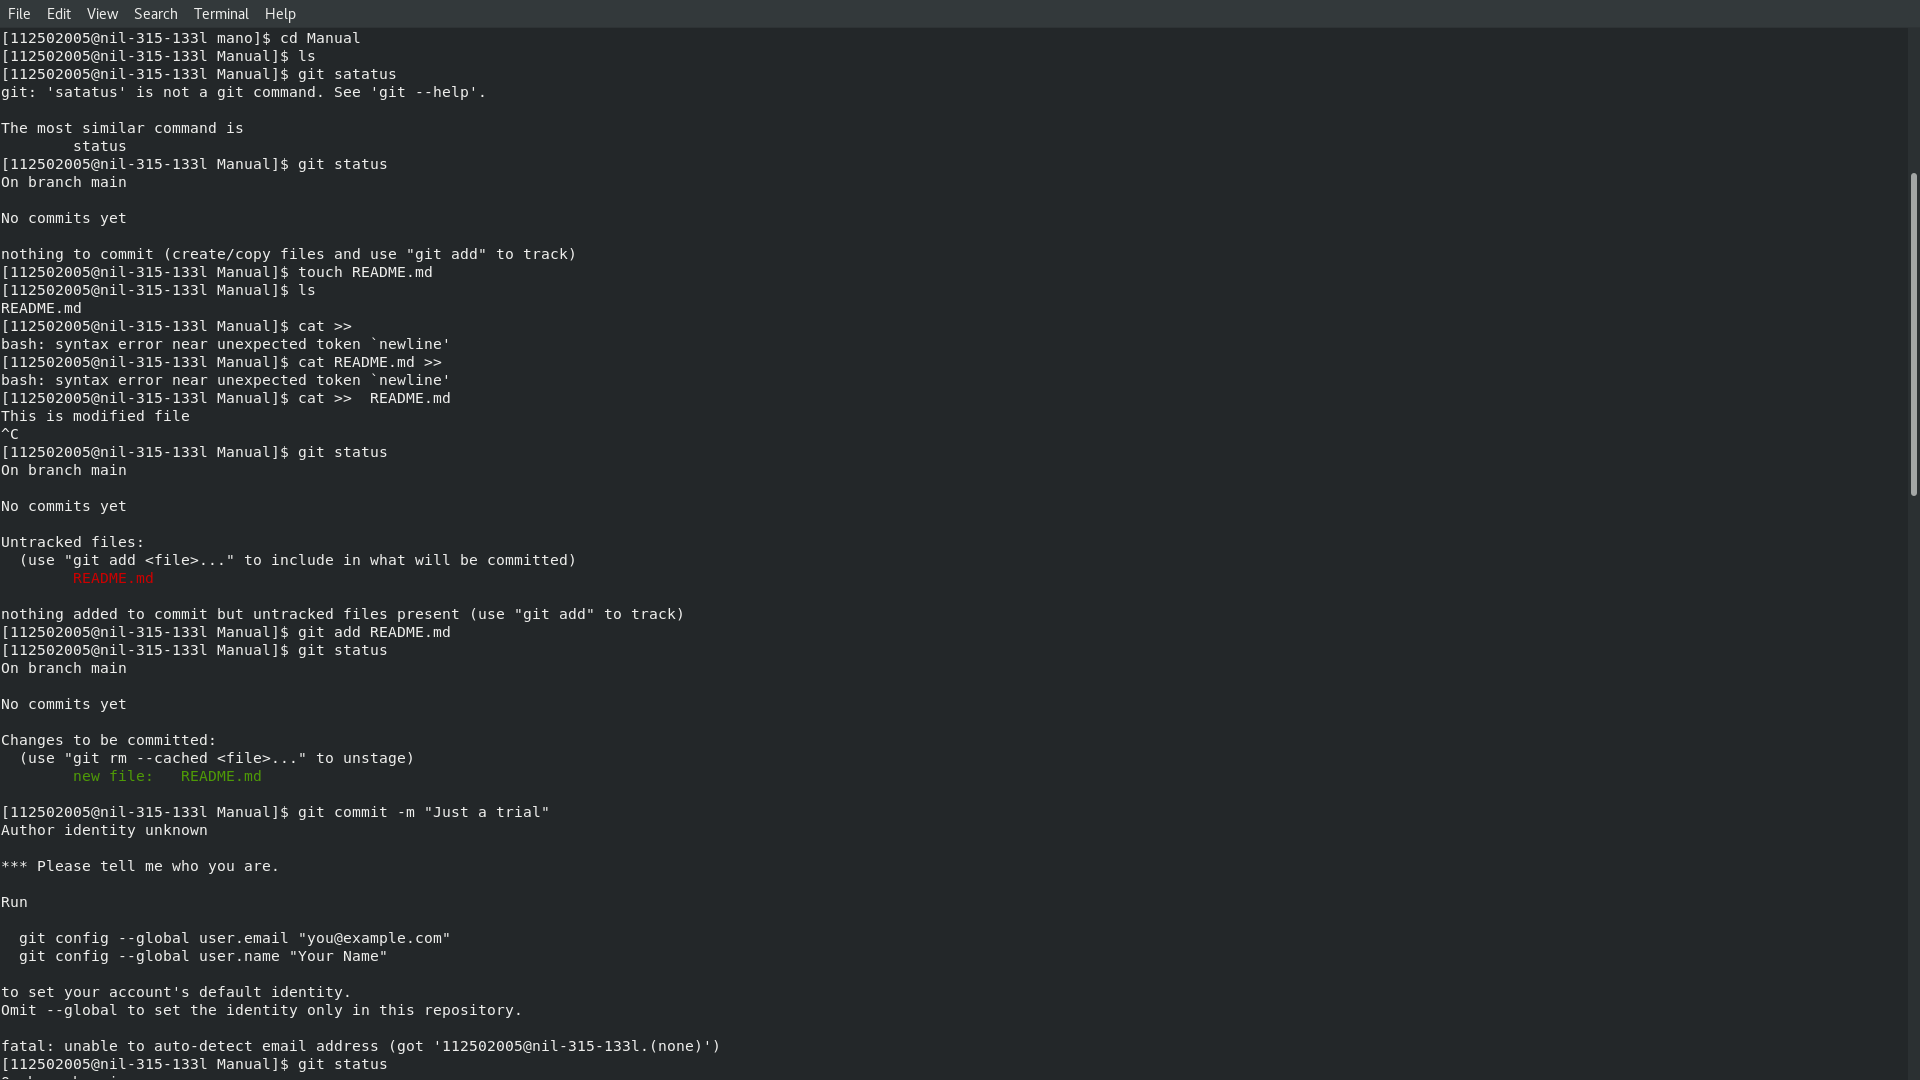 File Edit View Search Terminal Help
[112502005@nil-315-133l mano]$ cd Manual
[112502005@nil-315-133l Manual]$ ls
[112502005@nil-315-133l Manual]$ git satatus
git: 'satatus' is not a git command. See 'git --help'.
The most similar command is
status
[112502005@nil-315-133l Manual]$ git status
On branch main
No commits yet
nothing to commit (create/copy files and use "git add" to track)
[112502005@nil-315-133l Manual]$ touch README.md
[112502005@nil-315-133l Manual]$ ls
README.md
[112502005@nil-315-133l Manual]$ cat >>
bash: syntax error near unexpected token `newline'
[112502005@nil-315-133l Manual]$ cat README.md >>
bash: syntax error near unexpected token `newline'
[112502005@nil-315-133l Manual]$ cat >>  README.md
This is modified file
^C
[112502005@nil-315-133l Manual]$ git status
On branch main
No commits yet
Untracked files:
(use "git add <file>..." to include in what will be committed)
README.md
nothing added to commit but untracked files present (use "git add" to track)
[112502005@nil-315-133l Manual]$ git add README.md
[112502005@nil-315-133l Manual]$ git status
On branch main
No commits yet
Changes to be committed:
(use "git rm --cached <file>..." to unstage)
new file:   README.md
[112502005@nil-315-133l Manual]$ git commit -m "Just a trial"
Author identity unknown
*** Please tell me who you are.
Run
git config --global user.email "you@example.com"
git config --global user.name "Your Name"
to set your account's default identity.
Omit --global to set the identity only in this repository.
fatal: unable to auto-detect email address (got '112502005@nil-315-133l.(none)')
[112502005@nil-315-133l Manual]$ git status